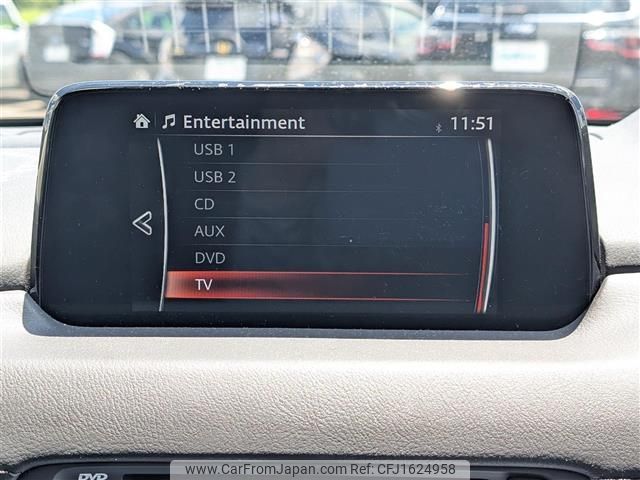 Entertainment 11:51
USB 1
USB 2
CD
AUX
DVD
TV
DVD
www.CarFromJapan.com Ref: CFJ1624958